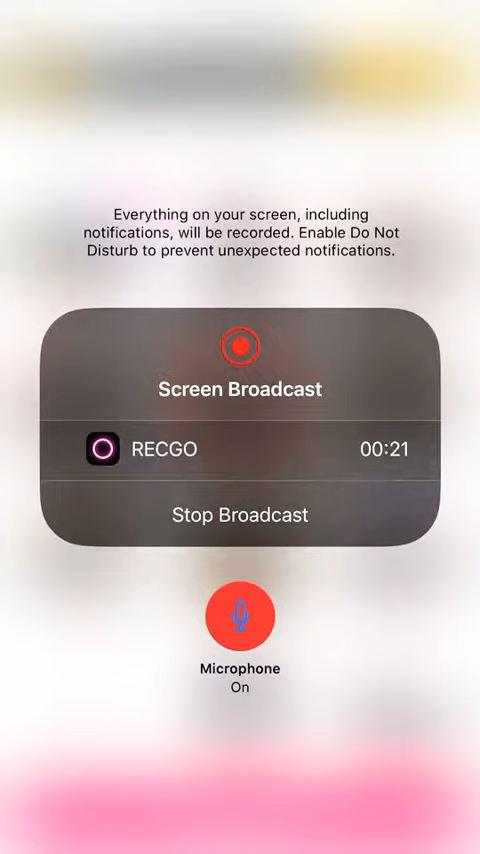 Everything on your screen, including
notifications, will be recorded. Enable Do Not
Disturb to prevent unexpected notifications.
Screen Broadcast
RECGO 00:21
Stop Broadcast
Microphone
On